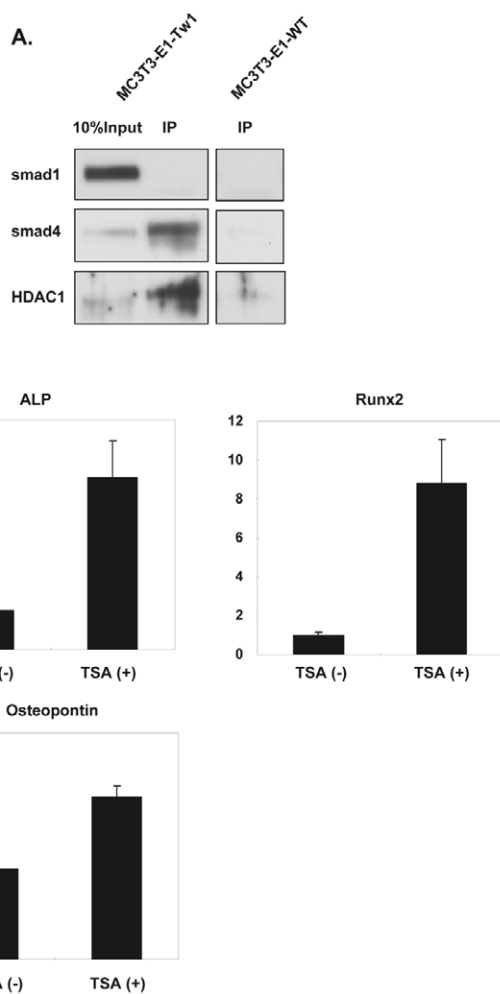 A.
MC3T3-E1-Tw1
MC3T3-E1-WT
10%Input IP IP
smad1
smad4
HDAC1
ALP
(-) TSA (+)
Runx2
12
10
8
6
4
2
0
TSA (-) TSA (+)
Osteopontin
(-) TSA (+)